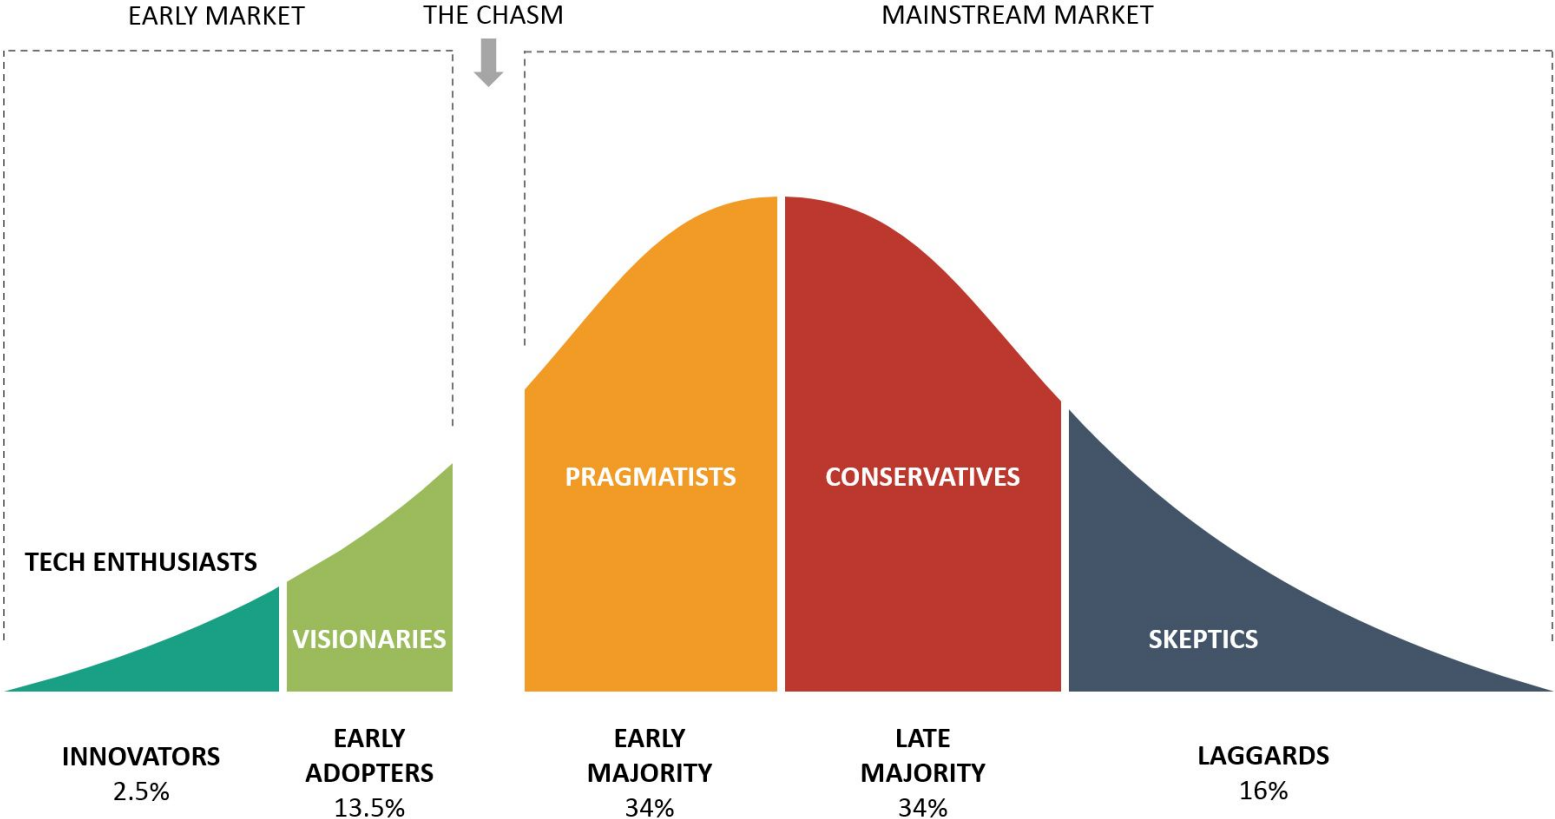 EARLY MARKET
THE CHASM
MAINSTREAM MARKET
PRAGMATISTS
CONSERVATIVES
TECH ENTHUSIASTS
VISIONARIES
SKEPTICS
INNOVATORS
2.5%
EARLY
ADOPTERS
13.5%
EARLY
MAJORITY
34%
LATE
MAJORITY
34%
LAGGARDS
16%